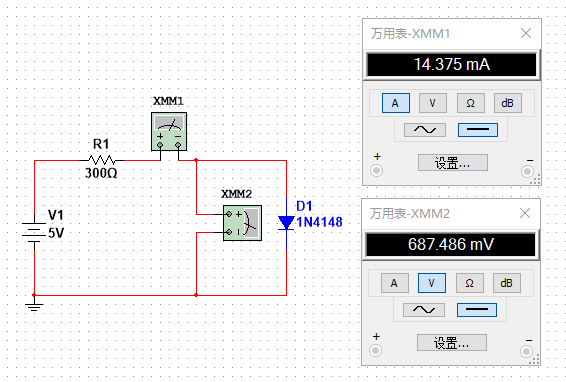 XMM1
R1
300Ω
XMM2
V1
5V
D1
1N4148
万用表-XMM1
14.375 mA
A V Ω dB
+ 设置... −
万用表-XMM2
687.486 mV
A V Ω dB
+ 设置... −